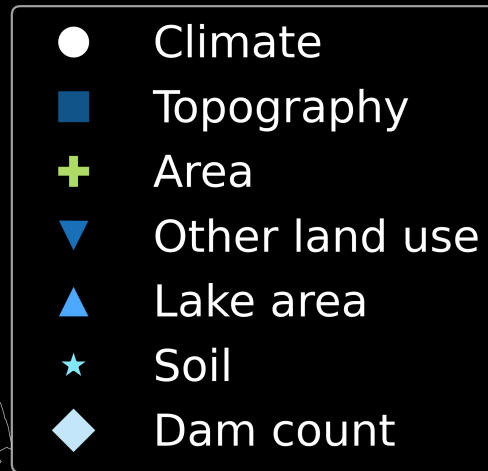 Climate
Topography
Area
Other land use
Lake area
Soil
Dam count